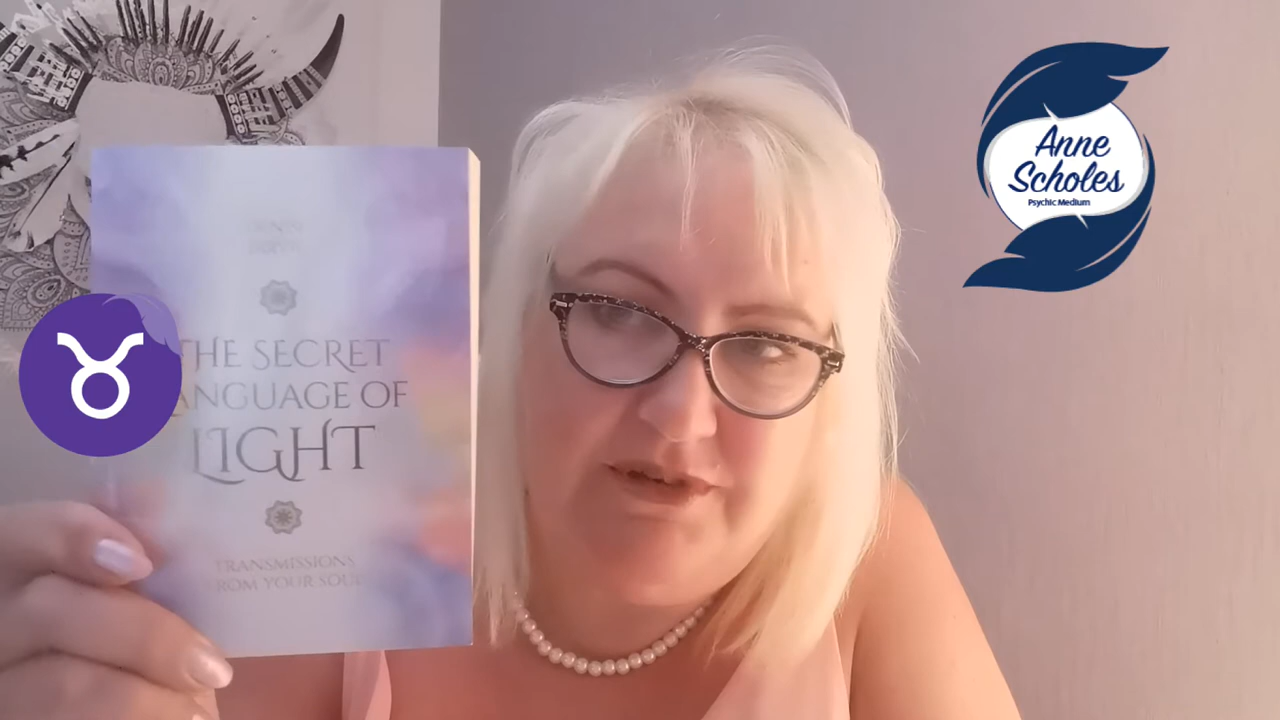 THE SECRET
LANGUAGE OF
LIGHT
TRANSMISSIONS
FROM YOUR SOUL
Anne
Scholes
Psychic Medium